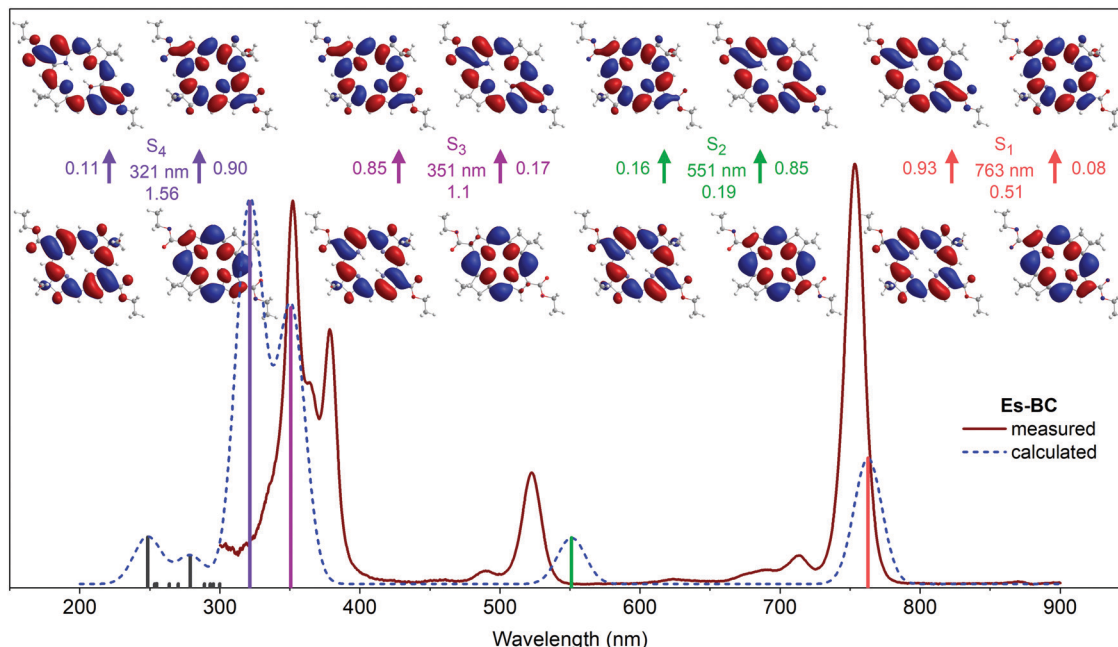 S4
0.11 321 nm 0.90
1.56
S3
0.85 351 nm 0.17
1.1
S2
0.16 551 nm 0.85
0.19
S1
0.93 763 nm 0.08
0.51
Es-BC
measured
calculated
200 300 400 500 600 700 800 900
Wavelength (nm)